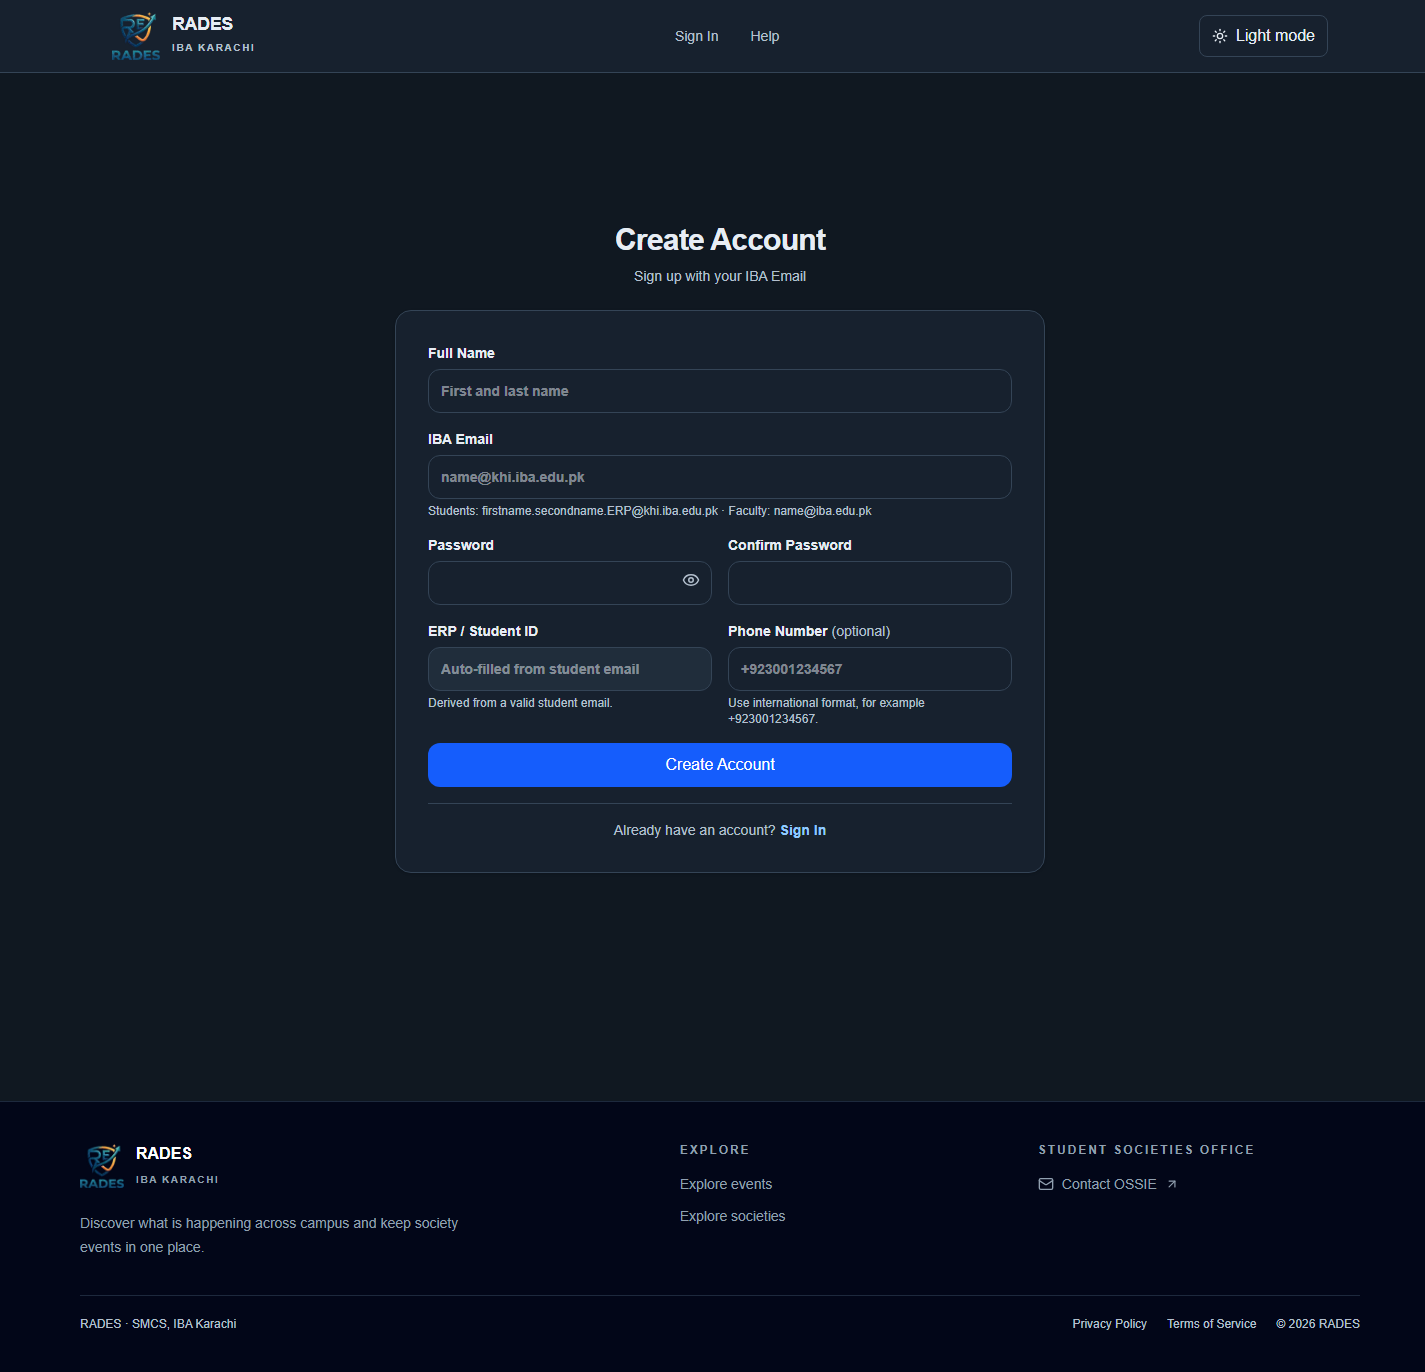 RADES
RADES
IBA KARACHI
Sign In
Help
Light mode
Create Account
Sign up with your IBA Email
Full Name
First and last name
IBA Email
name@khi.iba.edu.pk
Students: firstname.secondname.ERP@khi.iba.edu.pk · Faculty: name@iba.edu.pk
Password
Confirm Password
ERP / Student ID
Phone Number (optional)
Auto-filled from student email
+923001234567
Derived from a valid student email.
Use international format, for example
+923001234567.
Create Account
Already have an account? Sign In
RADES
RADES
IBA KARACHI
Discover what is happening across campus and keep society
events in one place.
EXPLORE
Explore events
Explore societies
STUDENT SOCIETIES OFFICE
Contact OSSIE
RADES · SMCS, IBA Karachi
Privacy Policy
Terms of Service
© 2026 RADES